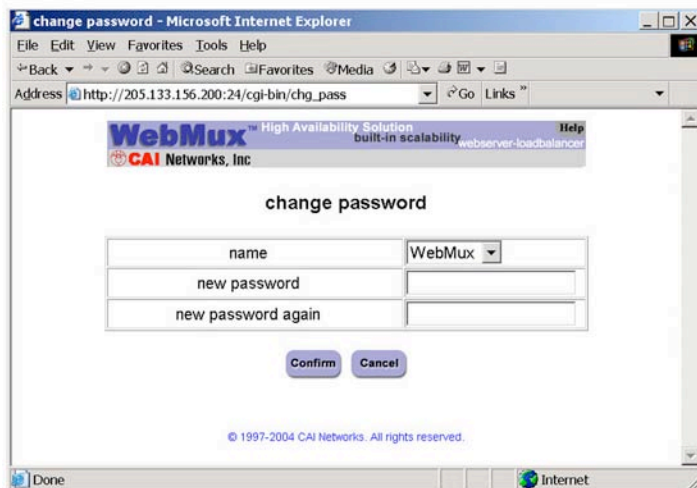 change password - Microsoft Internet Explorer
File Edit View Favorites Tools Help
Back Search Favorites Media
Address http://205.133.156.200:24/cgi-bin/chg_pass Go Links »
WebMux™ High Availability Solution Help
built-in scalability webserver-loadbalancer
CAI Networks, Inc
change password
name WebMux
new password
new password again
Confirm Cancel
© 1997-2004 CAI Networks. All rights reserved.
Done Internet